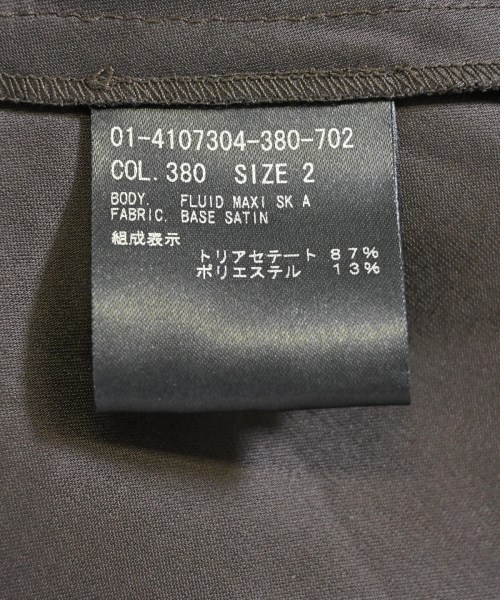 01-4107304-380-702
COL. 380 SIZE 2
BODY. FLUID MAXI SK A
FABRIC. BASE SATIN
組成表示
トリアセテート 87%
ポリエステル 13%